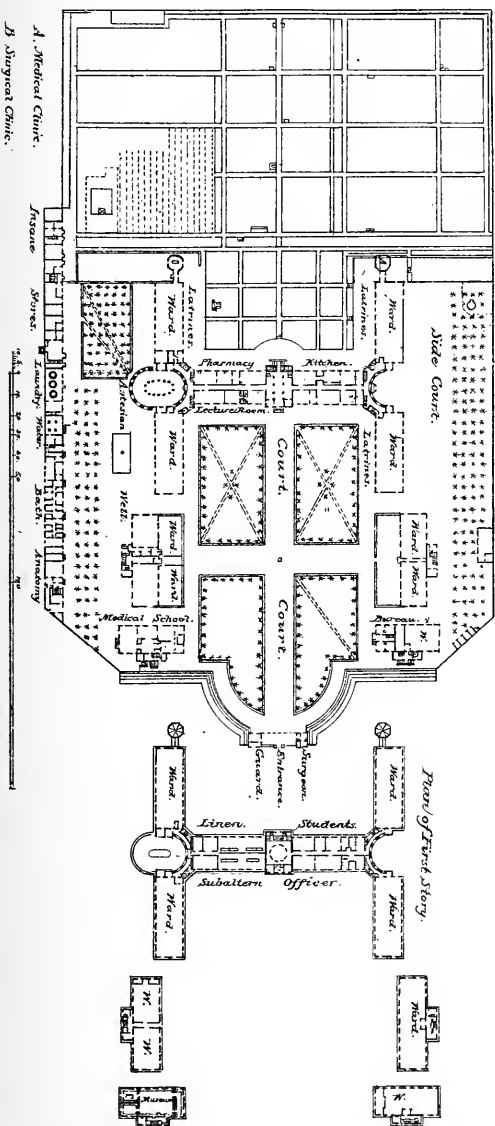 A. Medical Clinic.
B Surgical Clinic.
Side Court.
Insane
Stores.
Laundry.
Water.
Bath.
Anatomy
Artesian Well.
Latrines.
Ward.
Latrines.
Ward.
A
Pharmacy
Kitchen.
Lecture Room.
Latrines.
Ward.
Ward.
Court.
Court.
Ward.
Ward.
Ward.
Ward.
Medical School.
Bureau.
W.
Guard.
Entrance.
Surgeon.
Plan of First Story.
Ward.
Ward.
Linen.
Students.
Subaltern Officer.
Ward.
Ward.
W.
W.
Ward.
Museum
W.